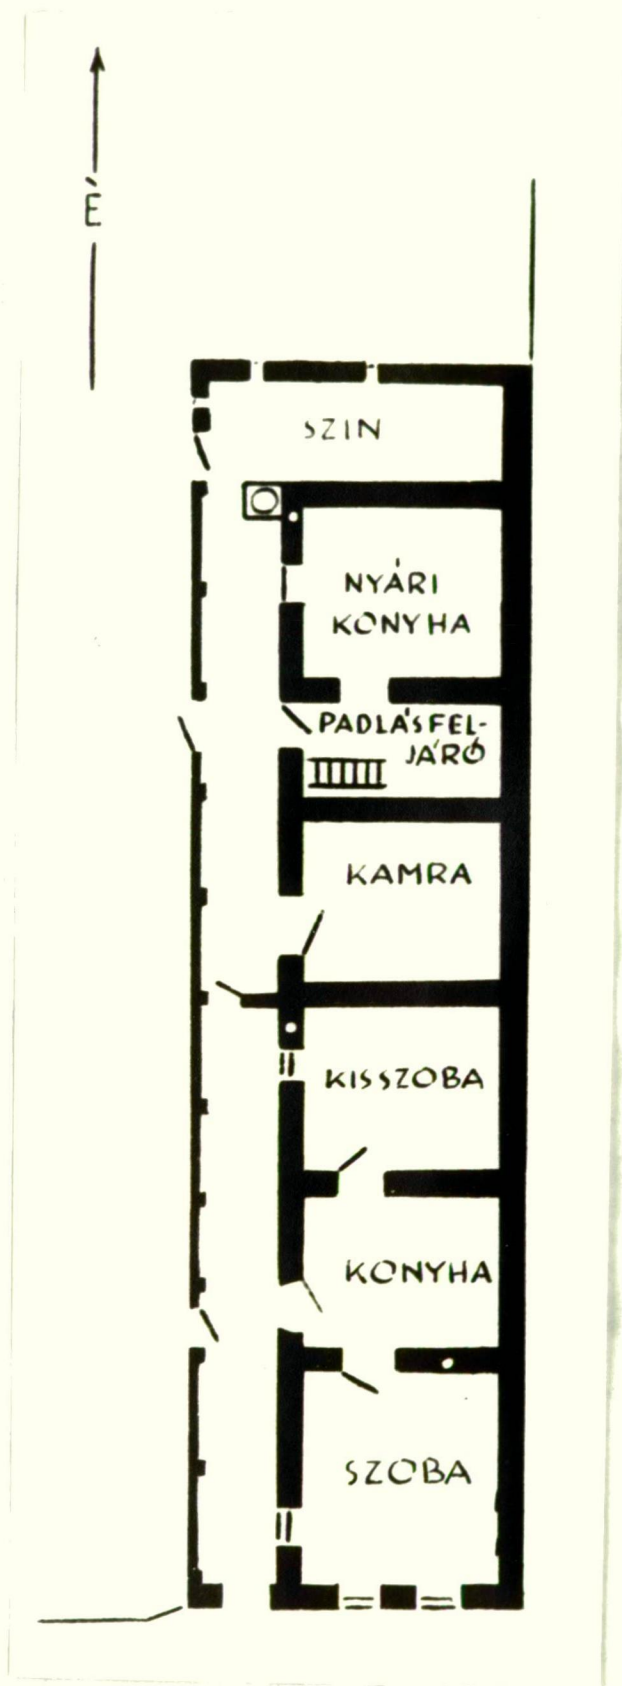 É
SZIN
NYÁRI
KONYHA
PADLÁSFEL-
JÁRÓ
KAMRA
KISSZOBA
KONYHA
SZOBA